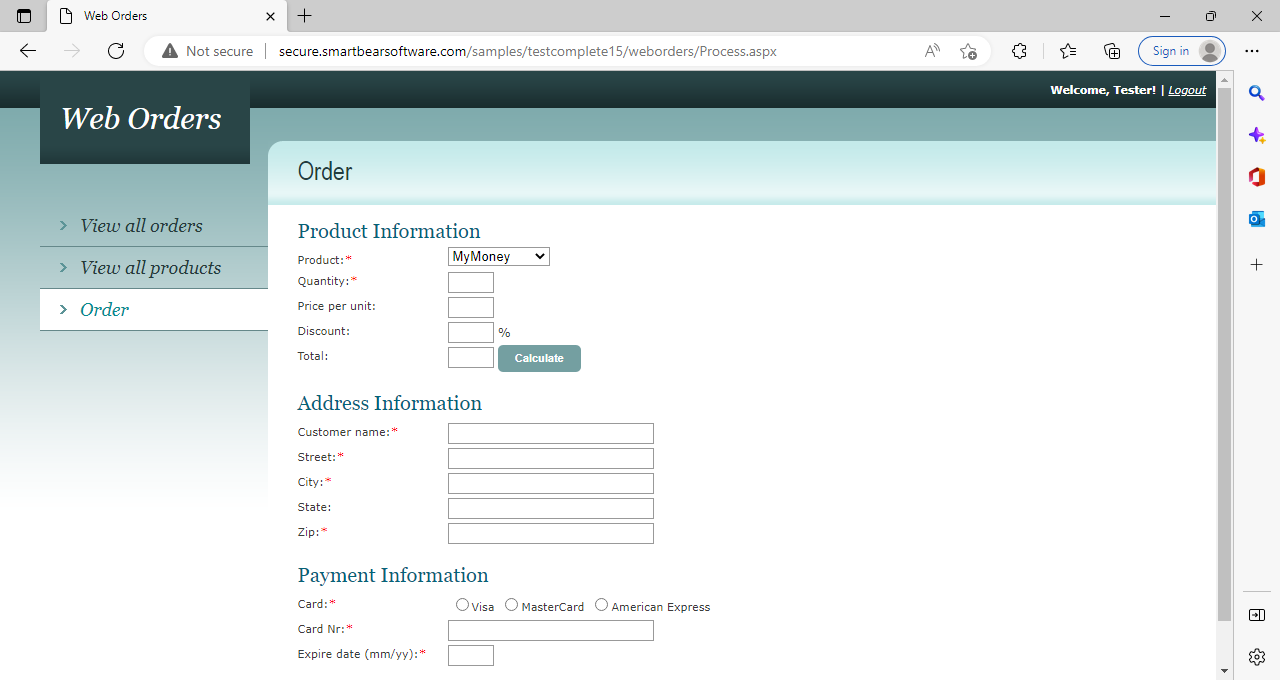 Web Orders
Not secure
secure.smartbearsoftware.com/samples/testcomplete15/weborders/Process.aspx
Sign in
Welcome, Tester! | Logout
Web Orders
Order
View all orders
View all products
Order
Product Information
Product:* MyMoney
Quantity:*
Price per unit:
Discount: %
Total: Calculate
Address Information
Customer name:*
Street:*
City:*
State:
Zip:*
Payment Information
Card:* Visa MasterCard American Express
Card Nr:*
Expire date (mm/yy):*